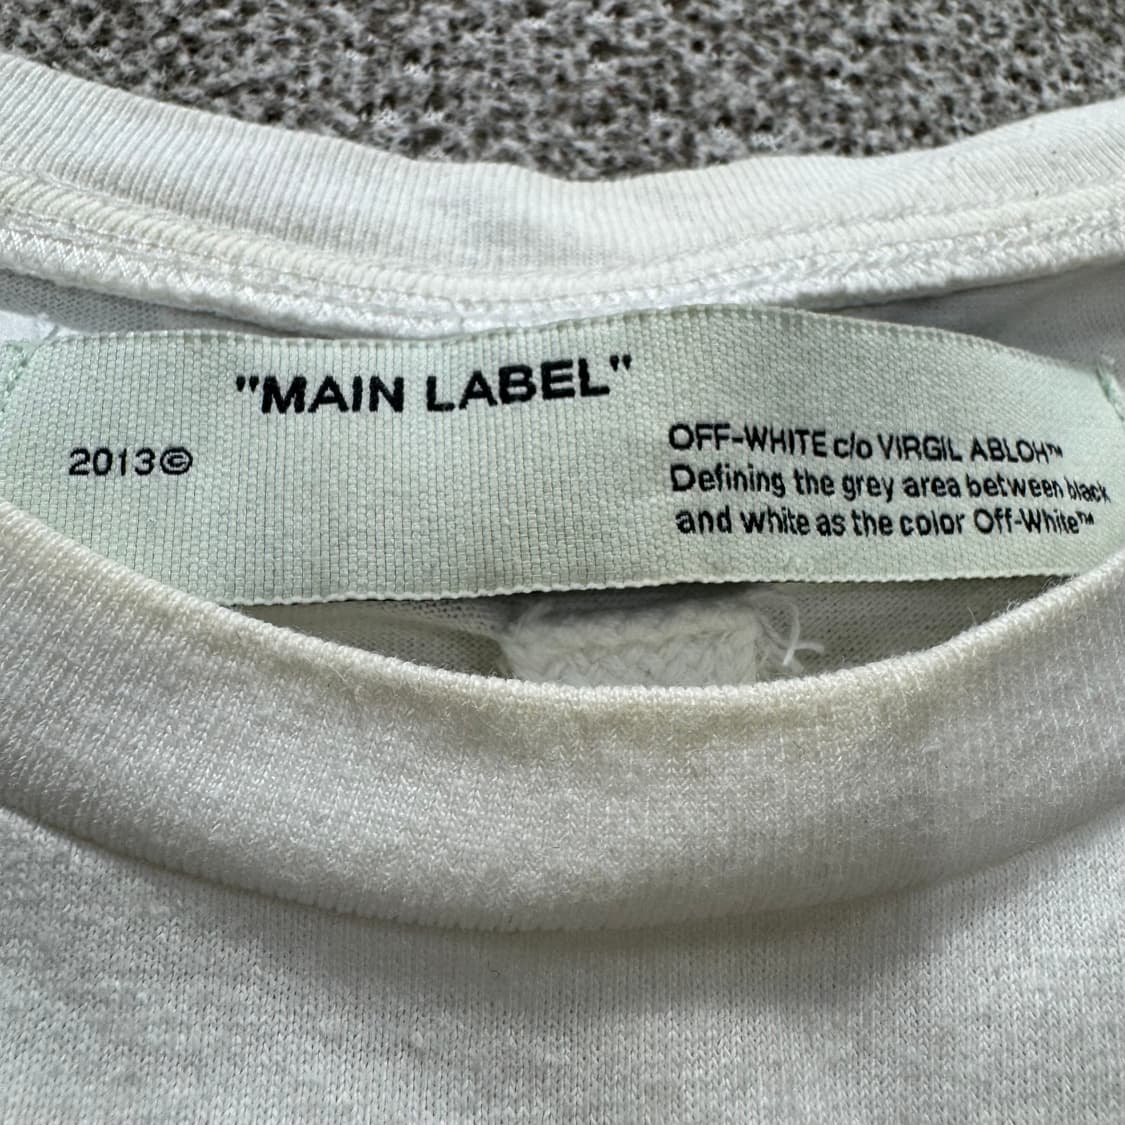 "MAIN LABEL"
2013©
OFF-WHITE c/o VIRGIL ABLOH™
Defining the grey area between black
and white as the color Off-White™